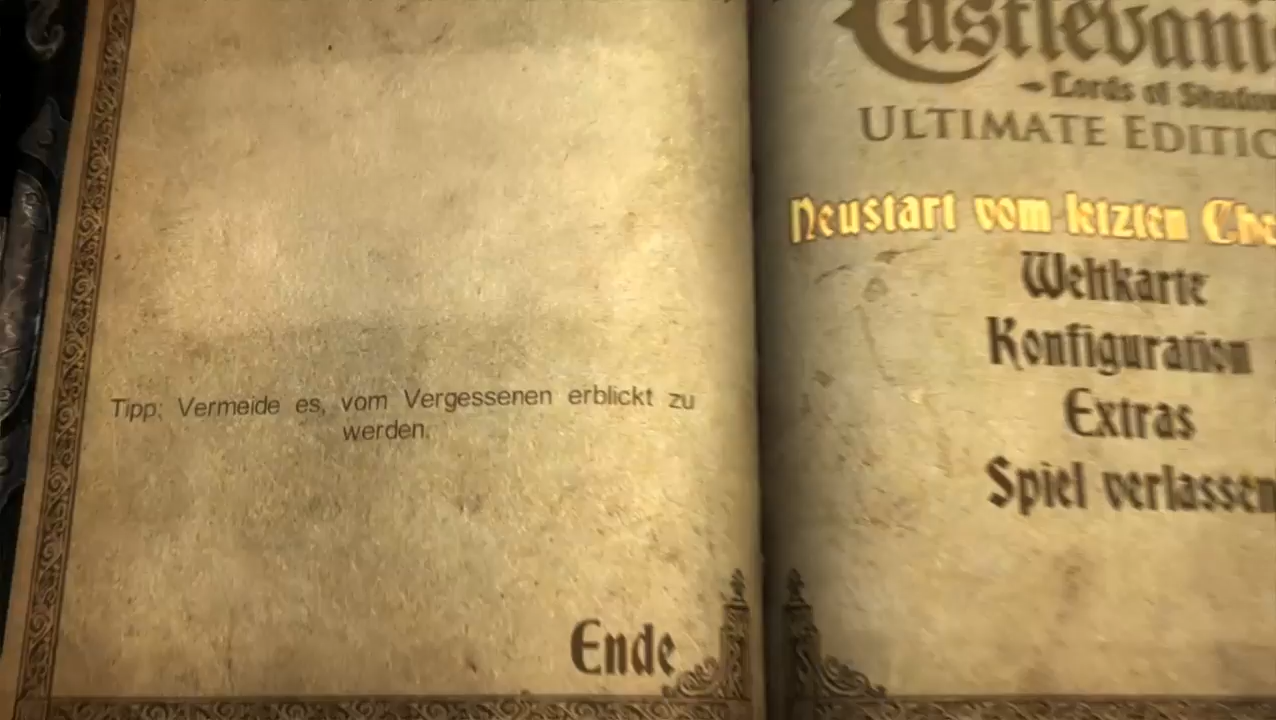 Tipp: Vermeide es, vom Vergessenen erblickt zu
werden.
Ende
Castlevani
Lords of Shadow
ULTIMATE EDITIO
Neustart vom letzten Che
Weltkarte
Konfiguration
Extras
Spiel verlassen